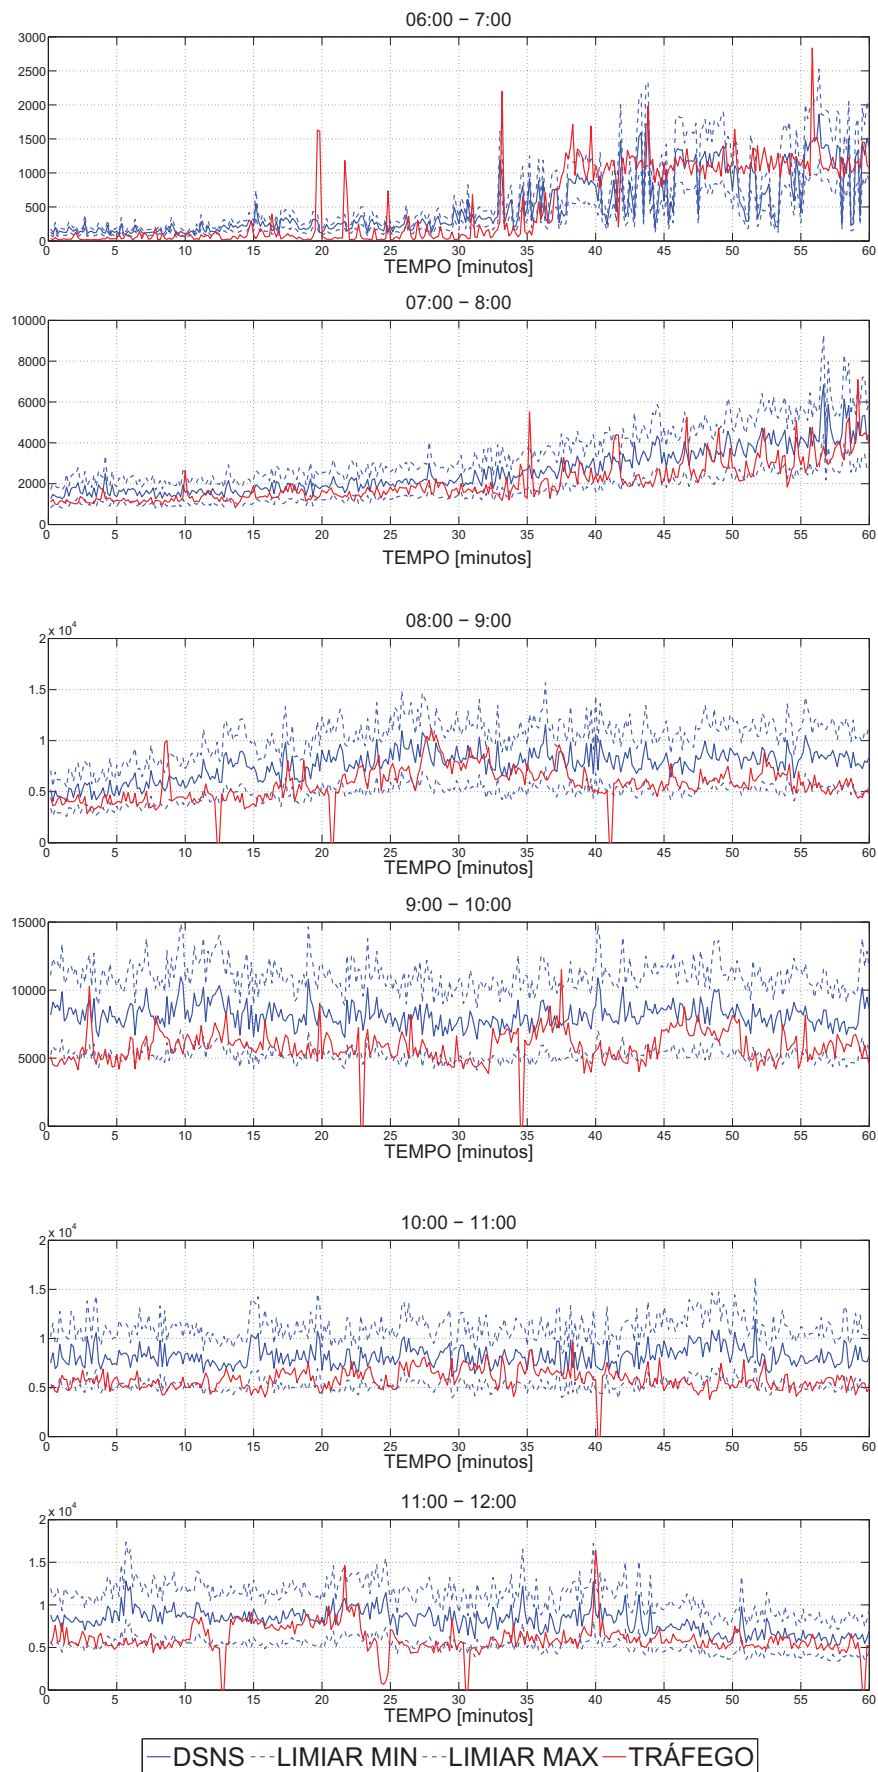 06:00 − 7:00
3000
2500
2000
1500
1000
500
0
0 5 10 15 20 25 30 35 40 45 50 55 60
TEMPO [minutos]
07:00 − 8:00
10000
8000
6000
4000
2000
0
0 5 10 15 20 25 30 35 40 45 50 55 60
TEMPO [minutos]
08:00 − 9:00
x 10⁴
2
1.5
1
0.5
0
0 5 10 15 20 25 30 35 40 45 50 55 60
TEMPO [minutos]
9:00 − 10:00
15000
10000
5000
0
0 5 10 15 20 25 30 35 40 45 50 55 60
TEMPO [minutos]
10:00 − 11:00
x 10⁴
2
1.5
1
0.5
0
0 5 10 15 20 25 30 35 40 45 50 55 60
TEMPO [minutos]
11:00 − 12:00
x 10⁴
2
1.5
1
0.5
0
0 5 10 15 20 25 30 35 40 45 50 55 60
TEMPO [minutos]
DSNS LIMIAR MIN LIMIAR MAX TRÁFEGO